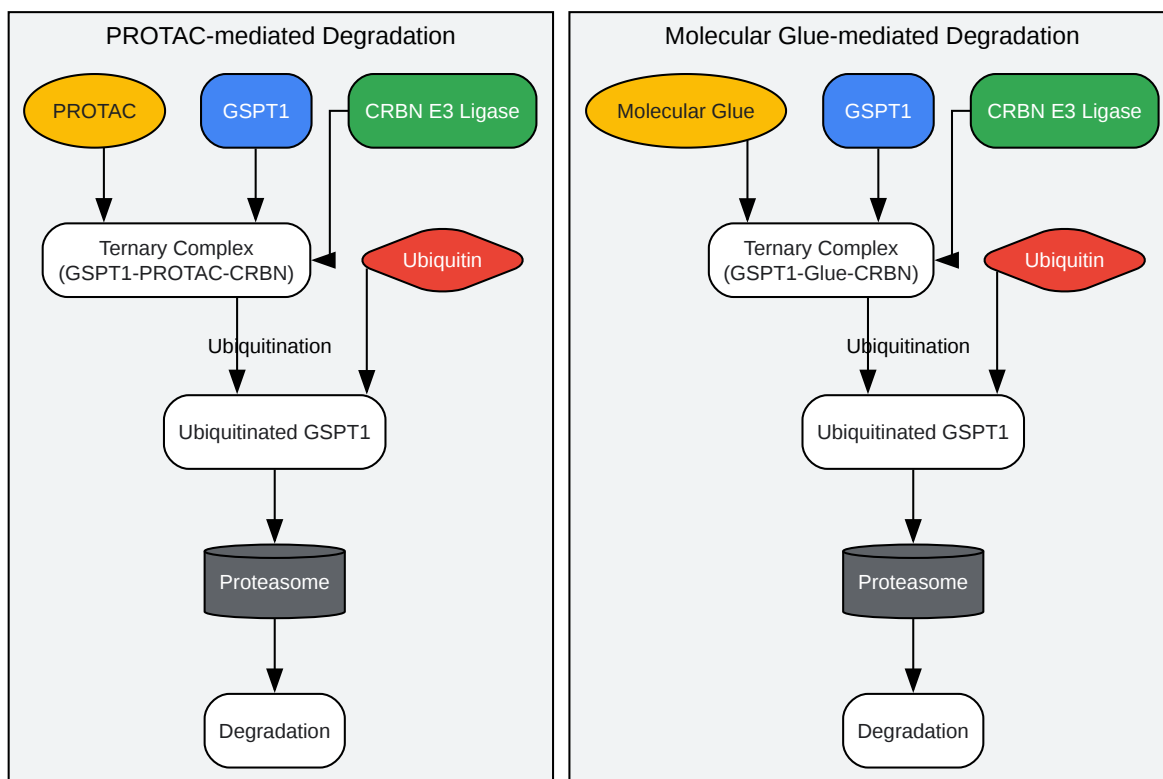 PROTAC-mediated Degradation
PROTAC
GSPT1
CRBN E3 Ligase
Ternary Complex
(GSPT1-PROTAC-CRBN)
Ubiquitin
Ubiquitination
Ubiquitinated GSPT1
Proteasome
Degradation
Molecular Glue-mediated Degradation
Molecular Glue
GSPT1
CRBN E3 Ligase
Ternary Complex
(GSPT1-Glue-CRBN)
Ubiquitin
Ubiquitination
Ubiquitinated GSPT1
Proteasome
Degradation